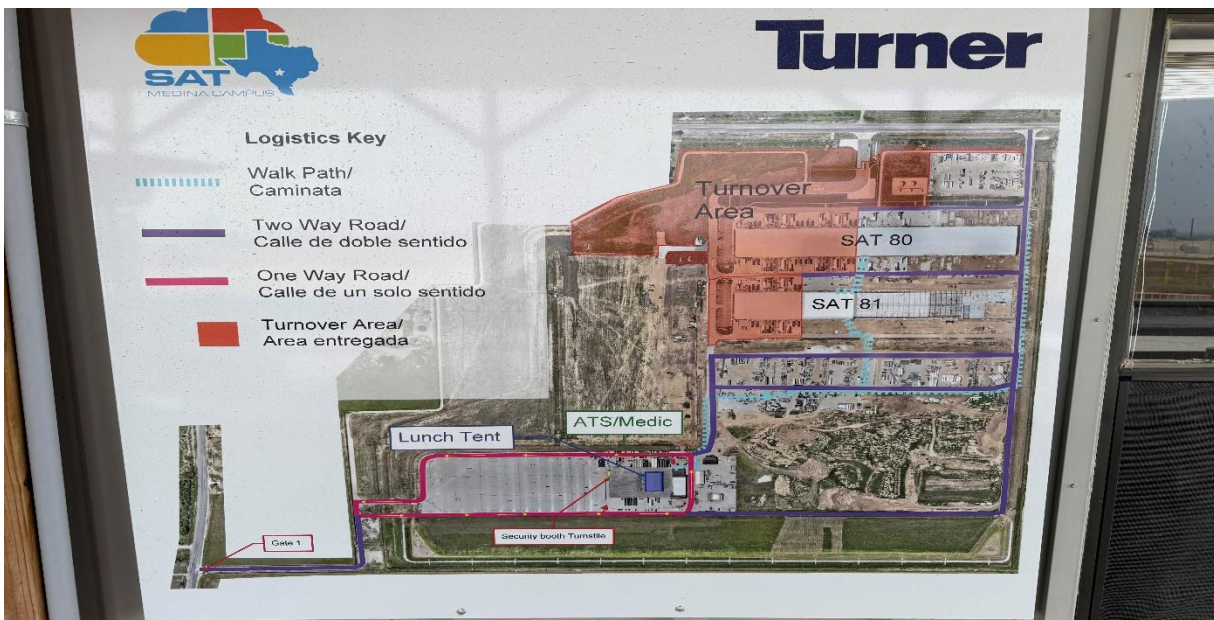 SAT
MEDINA CAMPUS
Turner
Logistics Key
Walk Path/
Caminata
Two Way Road/
Calle de doble sentido
One Way Road/
Calle de un solo sentido
Turnover Area/
Area entregada
Turnover
Area
SAT 80
SAT 81
ATS/Medic
Lunch Tent
Security booth Turnstile
Gate 1